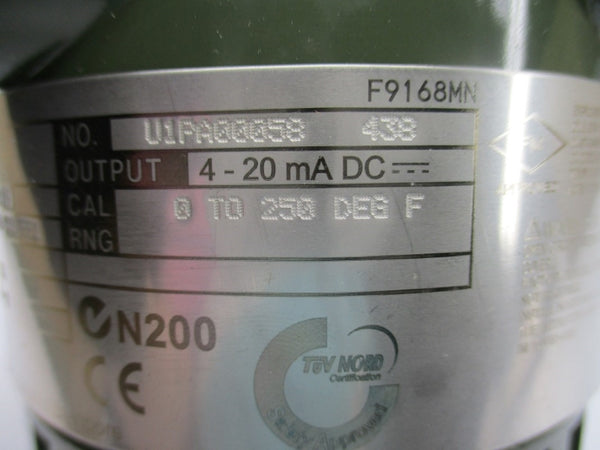 F9168MN
NO. U1PA00058 438
OUTPUT 4 - 20 mA DC
CAL 0 TO 250 DEG F
RNG
N200
TÜV NORD
Certification
CE
Safety Approved